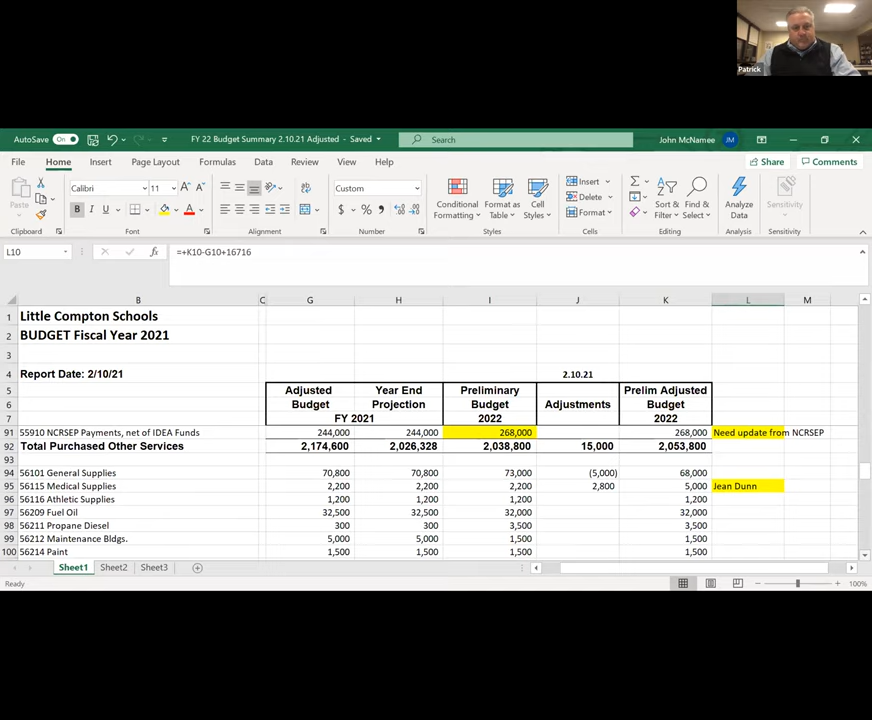 Patrick
AutoSave On FY 22 Budget Summary 2.10.21 Adjusted - Saved Search John McNamee JM
File Home Insert Page Layout Formulas Data Review View Help Share Comments
Paste Calibri 11 A A ab Custom Conditional Formatting Format as Table Cell Styles Insert Delete Format Sort & Filter Find & Select Analyze Data Sensitivity
B I U A $ % 9
Clipboard Font Alignment Number Styles Cells Editing Analysis Sensitivity
L10 fx =+K10-G10+16716
B C G H I J K L M
1 Little Compton Schools
2 BUDGET Fiscal Year 2021
3
4 Report Date: 2/10/21 2.10.21
5 Adjusted Year End Preliminary Prelim Adjusted
6 Budget Projection Budget Adjustments Budget
7 FY 2021 2022 2022
91 55910 NCRSEP Payments, net of IDEA Funds 244,000 244,000 268,000 268,000 Need update from NCRSEP
92 Total Purchased Other Services 2,174,600 2,026,328 2,038,800 15,000 2,053,800
93
94 56101 General Supplies 70,800 70,800 73,000 (5,000) 68,000
95 56115 Medical Supplies 2,200 2,200 2,200 2,800 5,000 Jean Dunn
96 56116 Athletic Supplies 1,200 1,200 1,200 1,200
97 56209 Fuel Oil 32,500 32,500 32,000 32,000
98 56211 Propane Diesel 300 300 3,500 3,500
99 56212 Maintenance Bldgs. 5,000 5,000 5,000 5,000
100 56214 Paint 1,500 1,500 1,500 1,500
Sheet1 Sheet2 Sheet3
Ready 100%